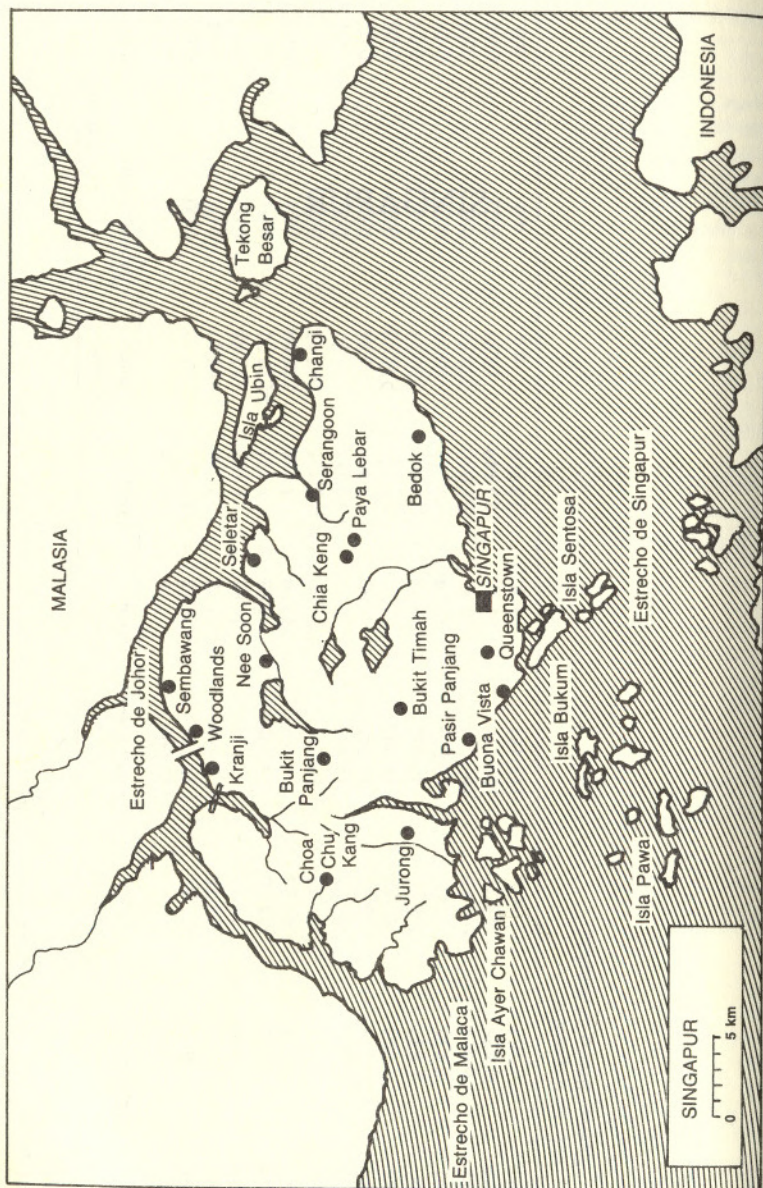 MALASIA
Estrecho de Johor
Sembawang
Woodlands
Kranji
Seletar
Nee Soon
Isla Ubin
Tekong
Besar
Changi
Serangoon
Paya Lebar
Chia Keng
Bukit
Panjang
Choa
Chu
Kang
Bedok
Bukit Timah
Jurong
Pasir Panjang
Buona Vista
Queenstown
SINGAPUR
Isla Ayer Chawan
Estrecho de Malaca
Isla Sentosa
Isla Bukum
Estrecho de Singapur
Isla Pawa
INDONESIA
SINGAPUR
0 5 km